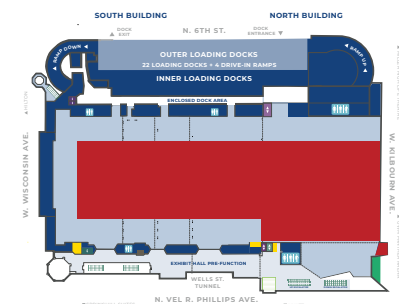 SOUTH BUILDING
NORTH BUILDING
DOCK EXIT
N. 6TH ST.
DOCK ENTRANCE
RAMP DOWN
RAMP UP
OUTER LOADING DOCKS
22 LOADING DOCKS + 4 DRIVE-IN RAMPS
INNER LOADING DOCKS
ENCLOSED DOCK AREA
HILTON
W. WISCONSIN AVE.
W. KILBOURN AVE.
EXHIBIT HALL PRE-FUNCTION
WELLS ST. TUNNEL
N. VEL R. PHILLIPS AVE.